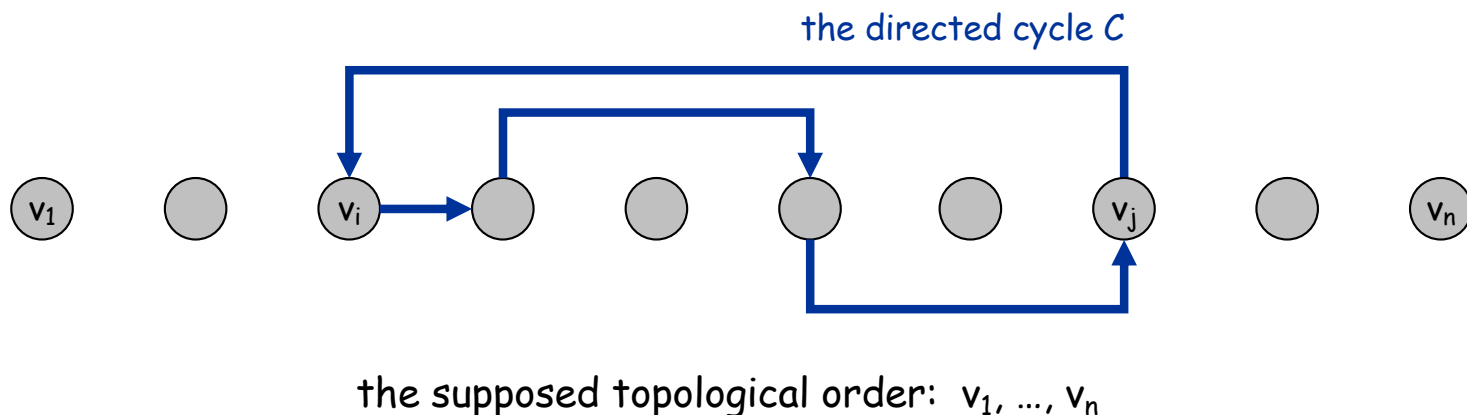 the directed cycle C
v₁ vᵢ vⱼ vₙ
the supposed topological order: v₁, …, vₙ